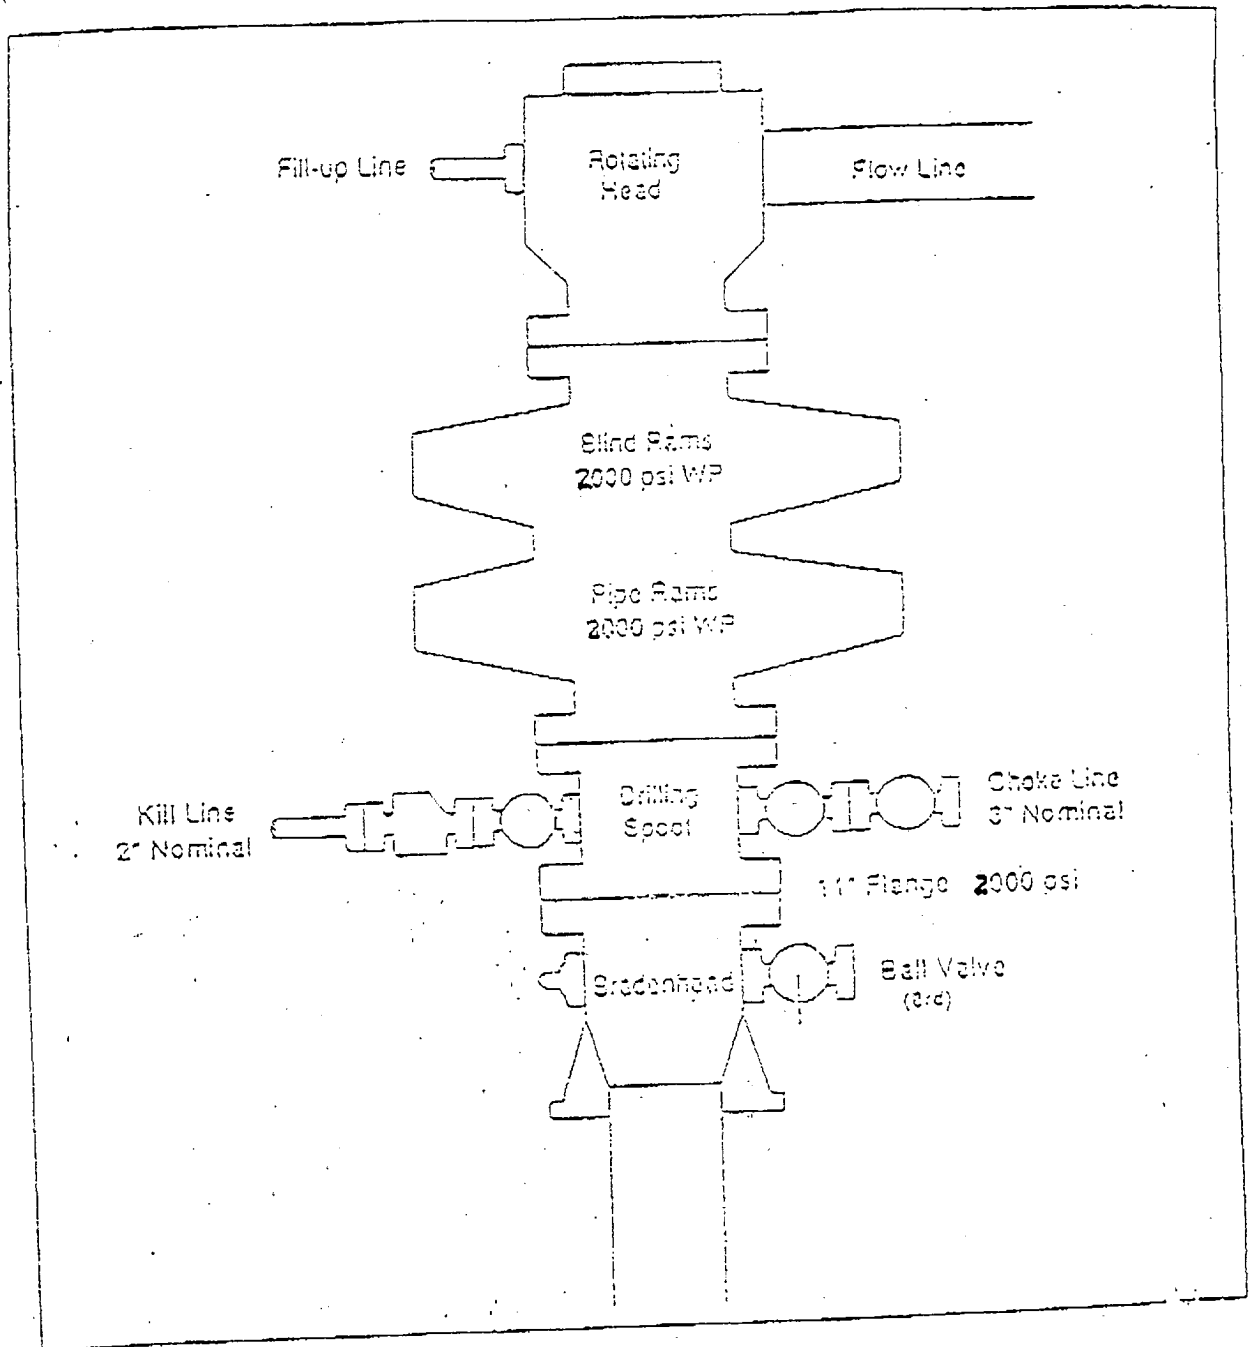 Fill-up Line
Rotating
Head
Flow Line
Blind Rams
2000 psi WP
Pipe Rams
2000 psi WP
Kill Line
2" Nominal
Drilling
Spool
Choke Line
3" Nominal
11" Flange 2000 psi
Bradenhead
Ball Valve